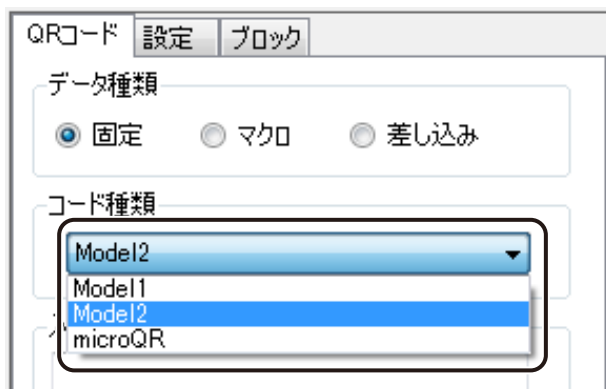 QRコード 設定 ブロック
データ種類
固定 マクロ 差し込み
コード種類
Model2
Model1
Model2
microQR